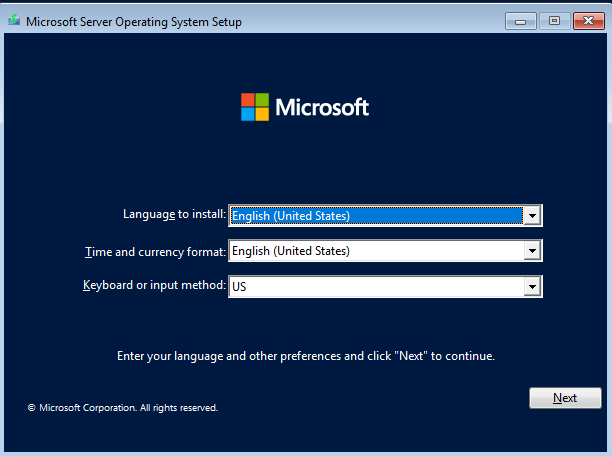 Microsoft Server Operating System Setup
Microsoft
Language to install: English (United States)
Time and currency format: English (United States)
Keyboard or input method: US
Enter your language and other preferences and click "Next" to continue.
Next
© Microsoft Corporation. All rights reserved.